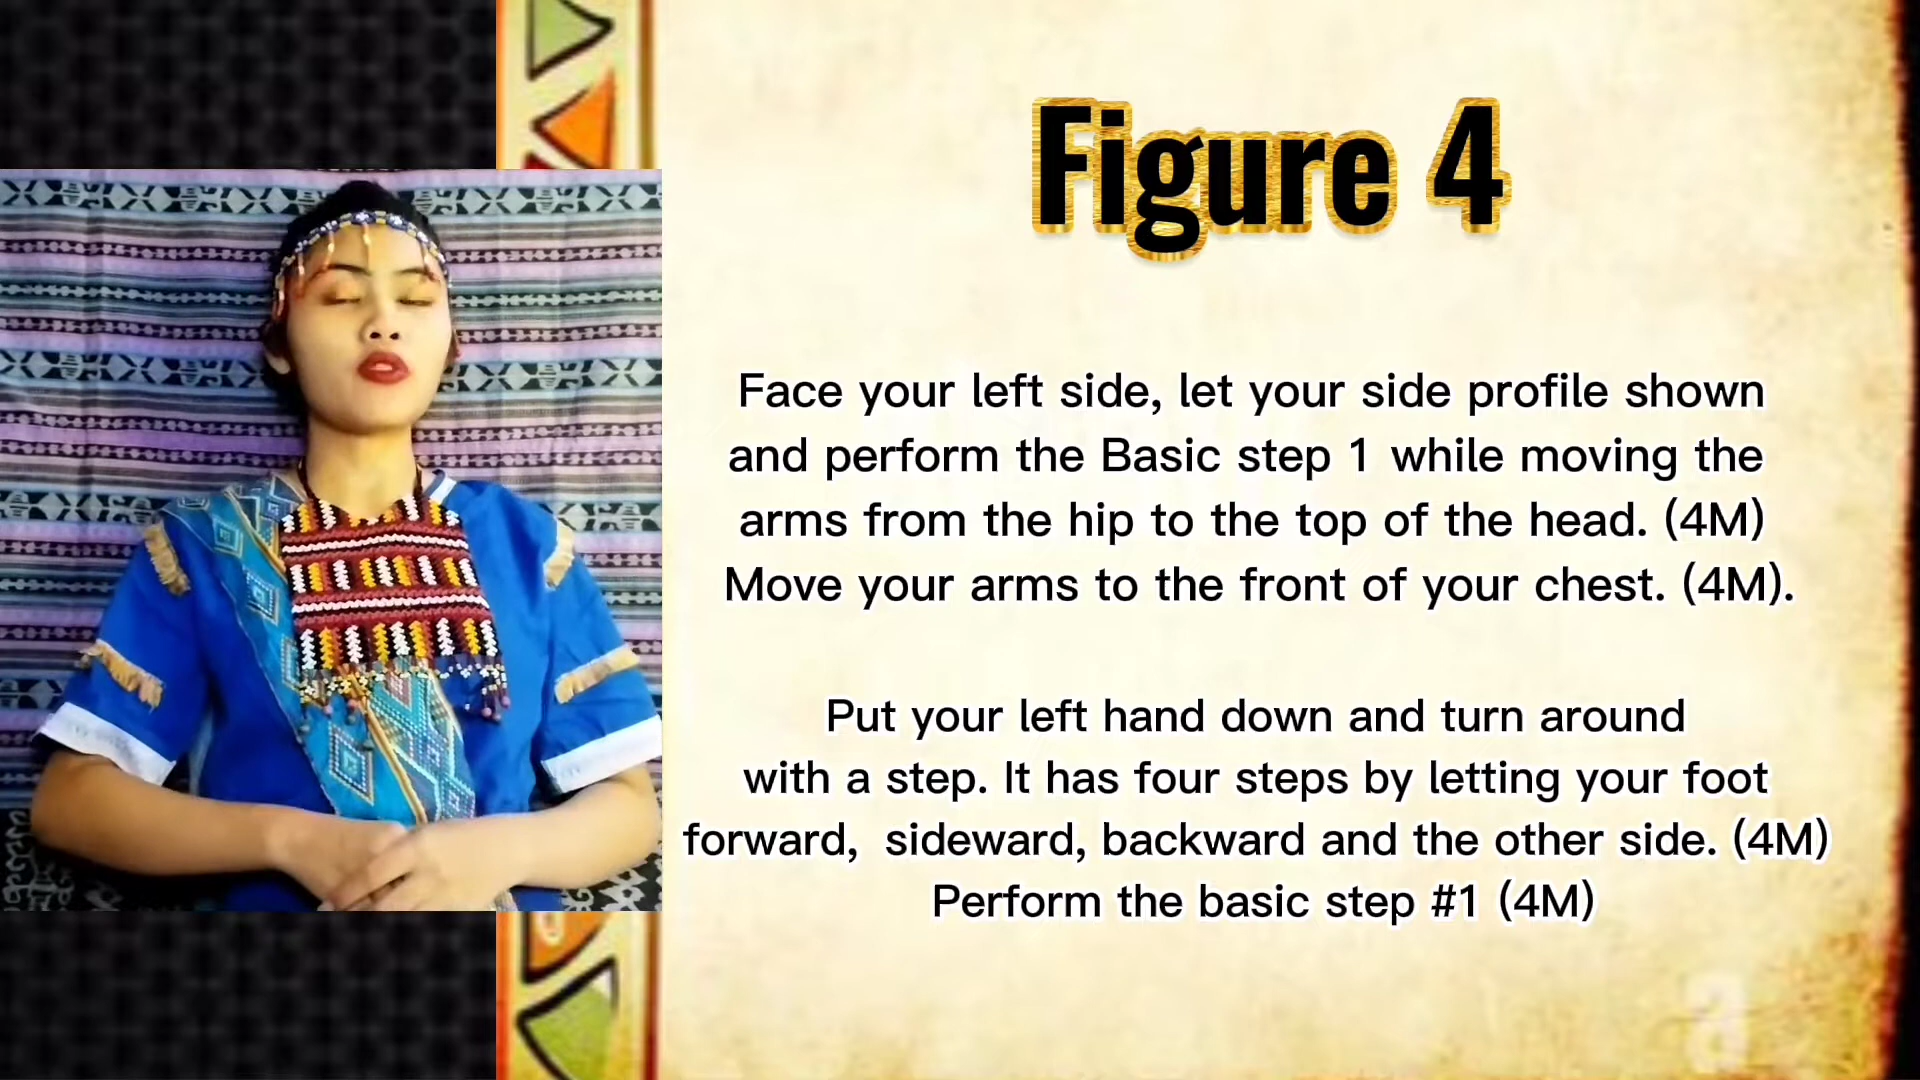 Figure 4
Face your left side, let your side profile shown
and perform the Basic step 1 while moving the
arms from the hip to the top of the head. (4M)
Move your arms to the front of your chest. (4M).
Put your left hand down and turn around
with a step. It has four steps by letting your foot
forward,  sideward, backward and the other side. (4M)
Perform the basic step #1 (4M)
a